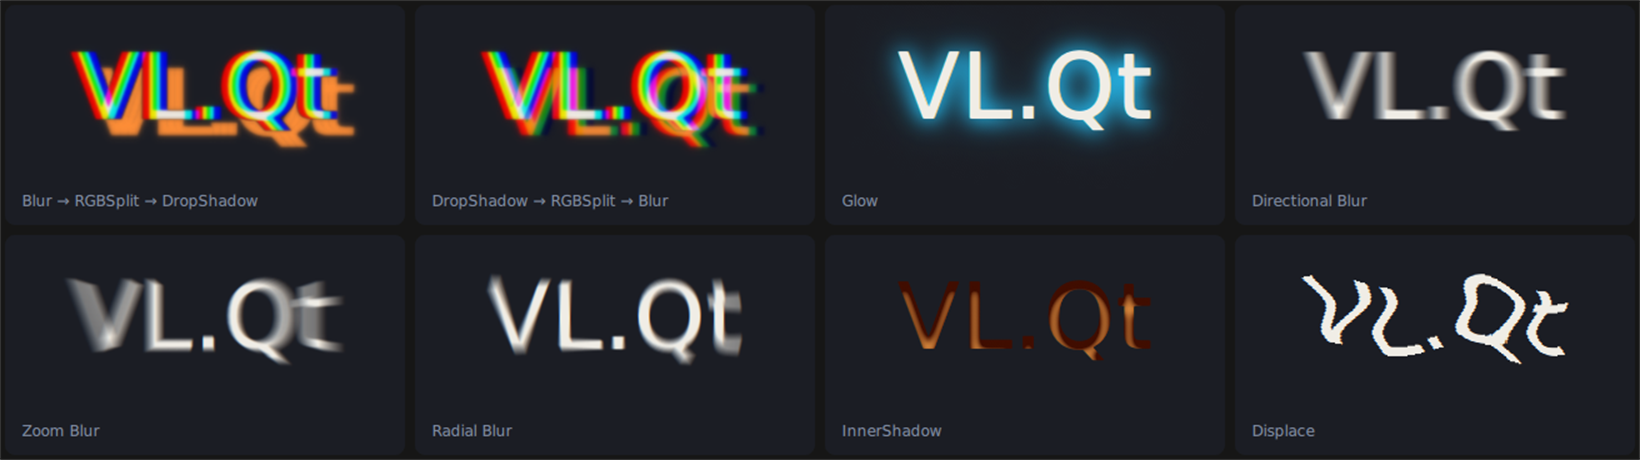 VL.Qt
Blur → RGBSplit → DropShadow
VL.Qt
DropShadow → RGBSplit → Blur
VL.Qt
Glow
VL.Qt
Directional Blur
VL.Qt
Zoom Blur
VL.Qt
Radial Blur
VL.Qt
InnerShadow
VL.Qt
Displace